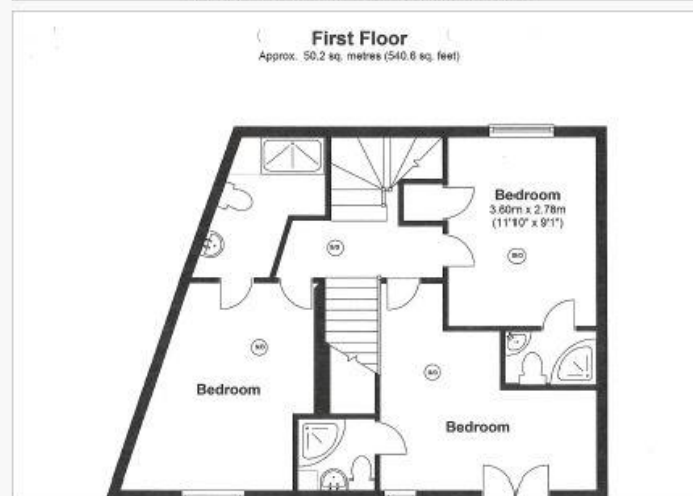 First Floor
Approx. 50.2 sq. metres (540.6 sq. feet)
Bedroom
3.60m x 2.78m
(11'10" x 9'1")
Bedroom
Bedroom